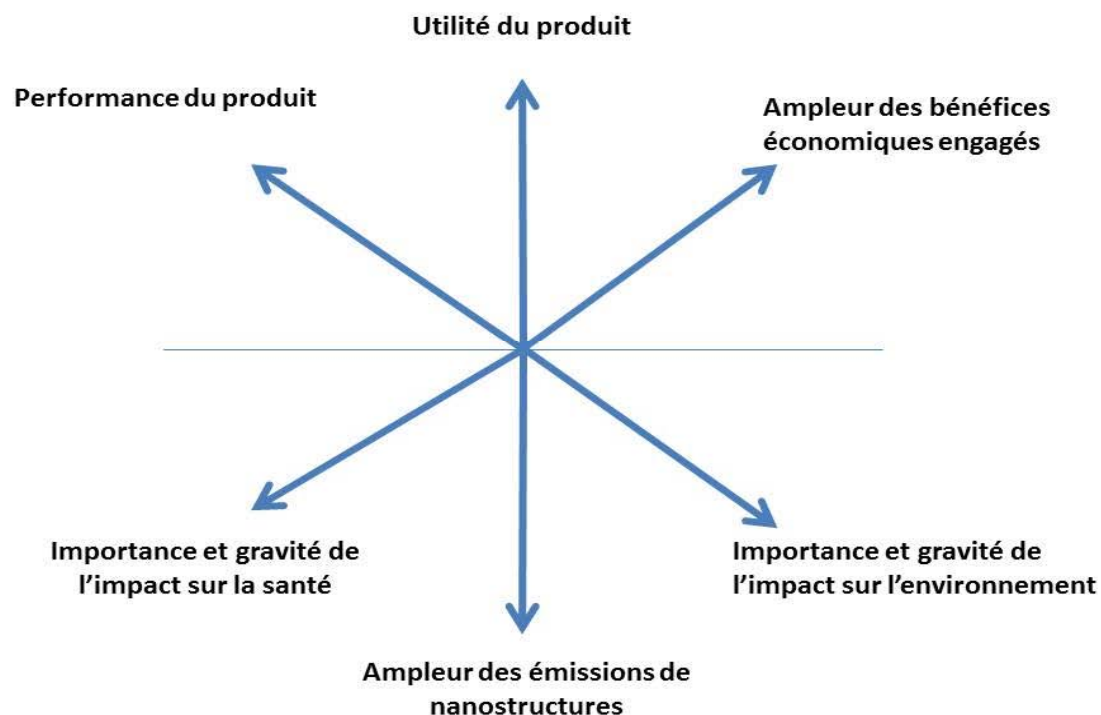 Utilité du produit
Performance du produit
Ampleur des bénéfices
économiques engagés
Importance et gravité de
l’impact sur la santé
Importance et gravité de
l’impact sur l’environnement
Ampleur des émissions de
nanostructures